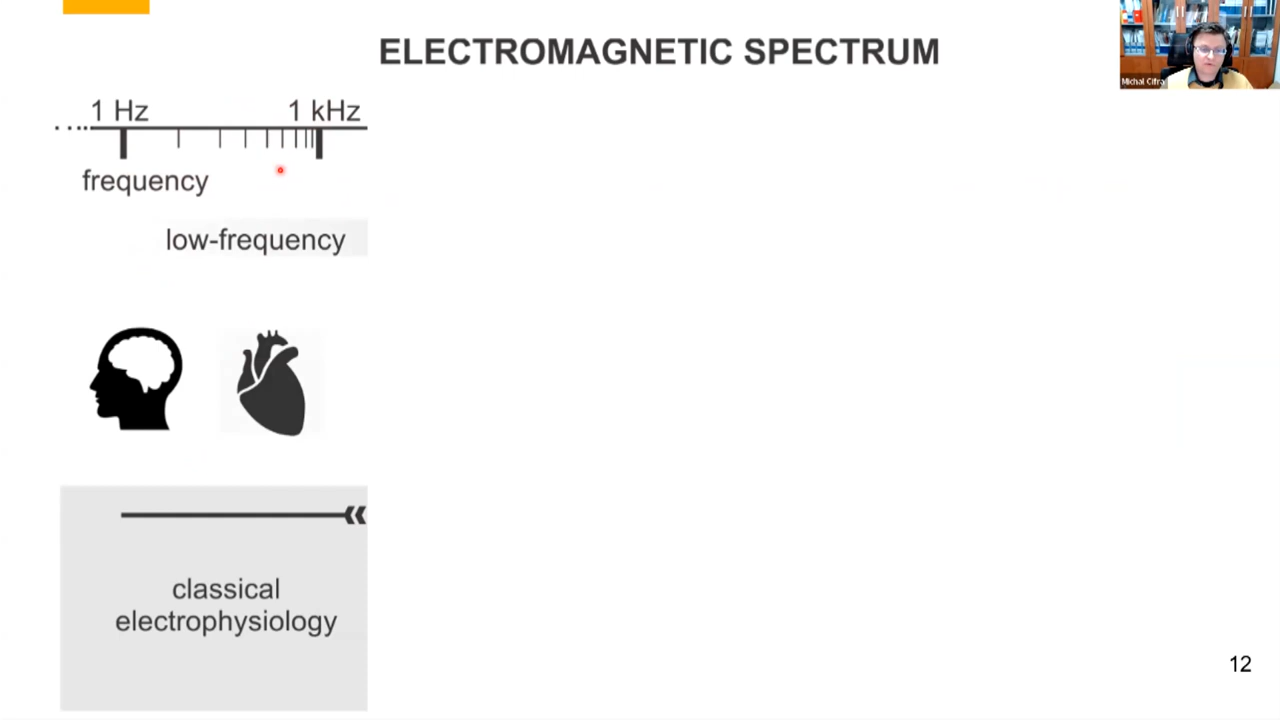 ELECTROMAGNETIC SPECTRUM
Michal Cifra
1 Hz
1 kHz
frequency
low-frequency
classical
electrophysiology
12